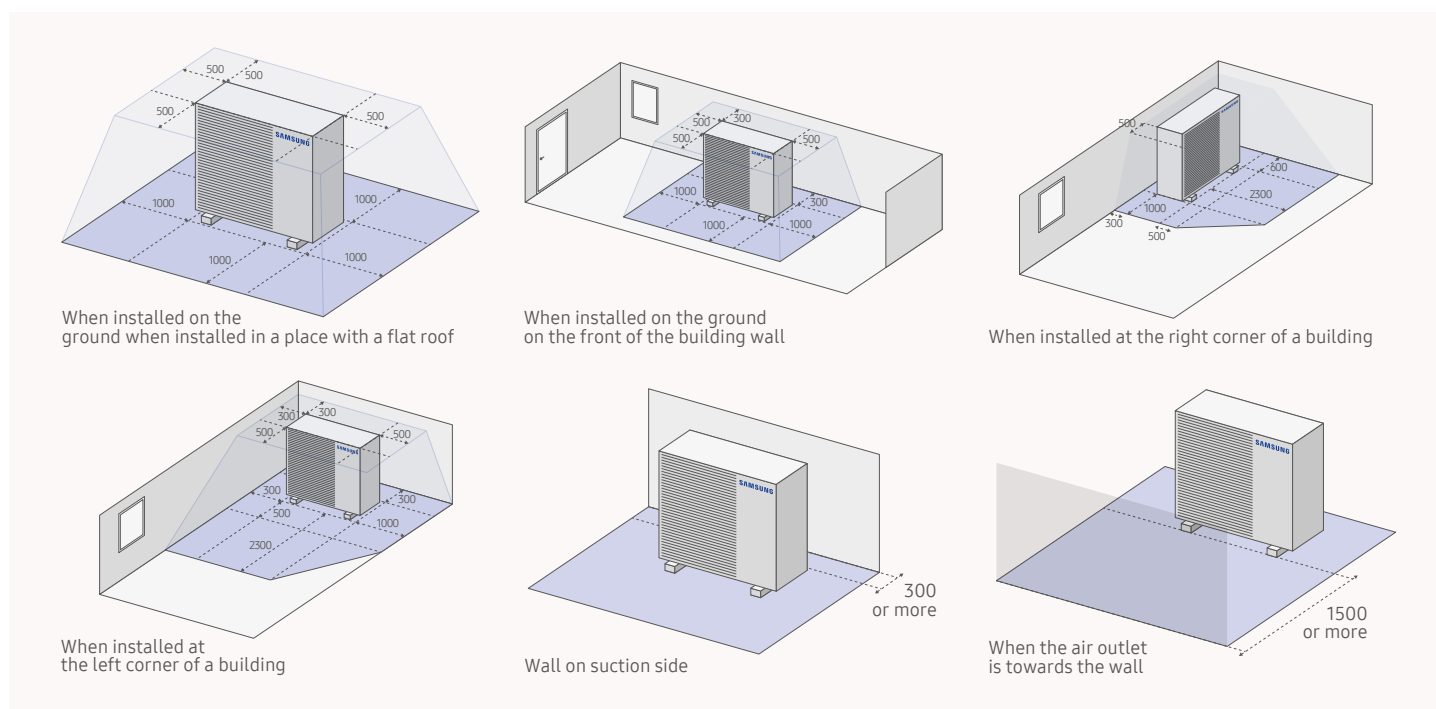 500
500
500
500
SAMSUNG
1000
1000
1000
1000
When installed on the
ground when installed in a place with a flat roof
500
300
500
500
SAMSUNG
1000
300
1000
1000
When installed on the ground
on the front of the building wall
500
SAMSUNG
600
2300
1000
300
500
When installed at the right corner of a building
300
300
500
500
SAMSUNG
300
300
500
1000
2300
When installed at
the left corner of a building
SAMSUNG
300
or more
Wall on suction side
SAMSUNG
1500
or more
When the air outlet
is towards the wall